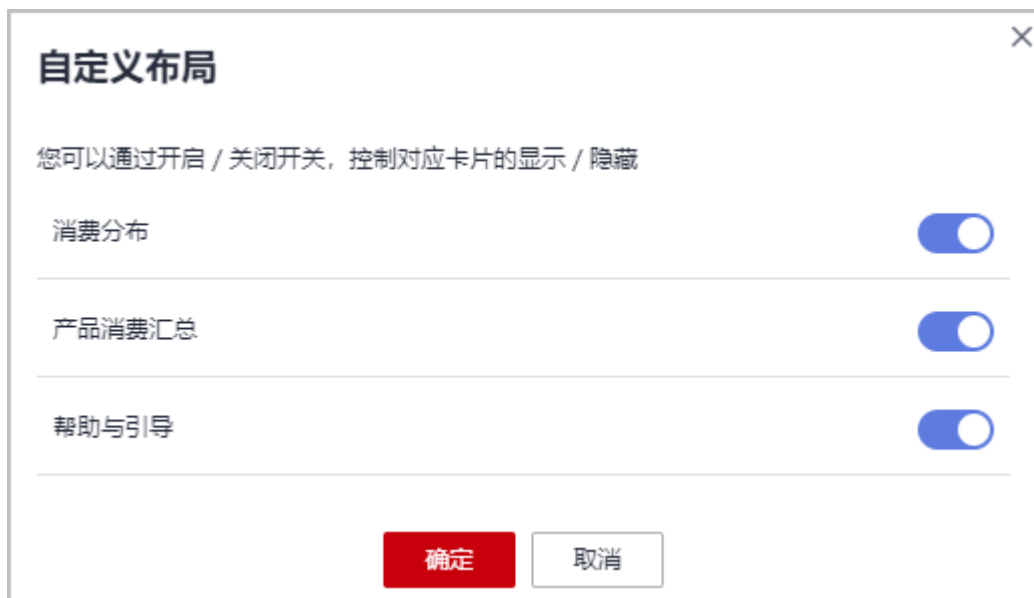 自定义布局
您可以通过开启 / 关闭开关，控制对应卡片的显示 / 隐藏
消费分布
产品消费汇总
帮助与引导
确定
取消